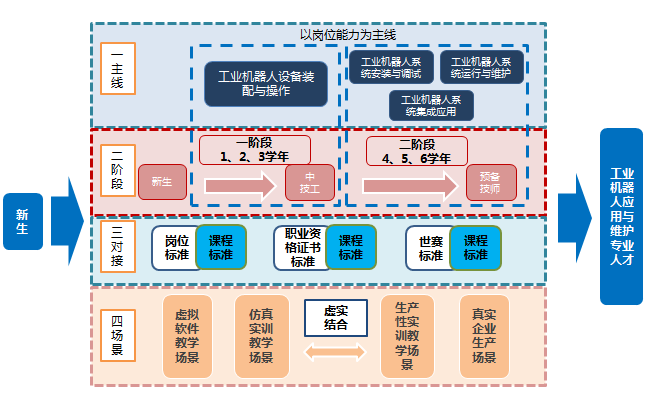 以岗位能力为主线
一
主
线
工业机器人设备装
配与操作
工业机器人系
统安装与调试
工业机器人系
统运行与维护
工业机器人系
统集成应用
二
阶
段
一阶段
1、2、3学年
二阶段
4、5、6学年
新生
中
技工
预备
技师
新
生
工业
机器
人应
用与
维护
专业
人才
三
对
接
岗位
标准
课程
标准
职业资
格证书
标准
课程
标准
世赛
标准
课程
标准
四
场
景
虚拟
软件
教学
场景
仿真
实训
教学
场景
虚实
结合
生产
性实
训教
学场
景
真实
企业
生产
场景